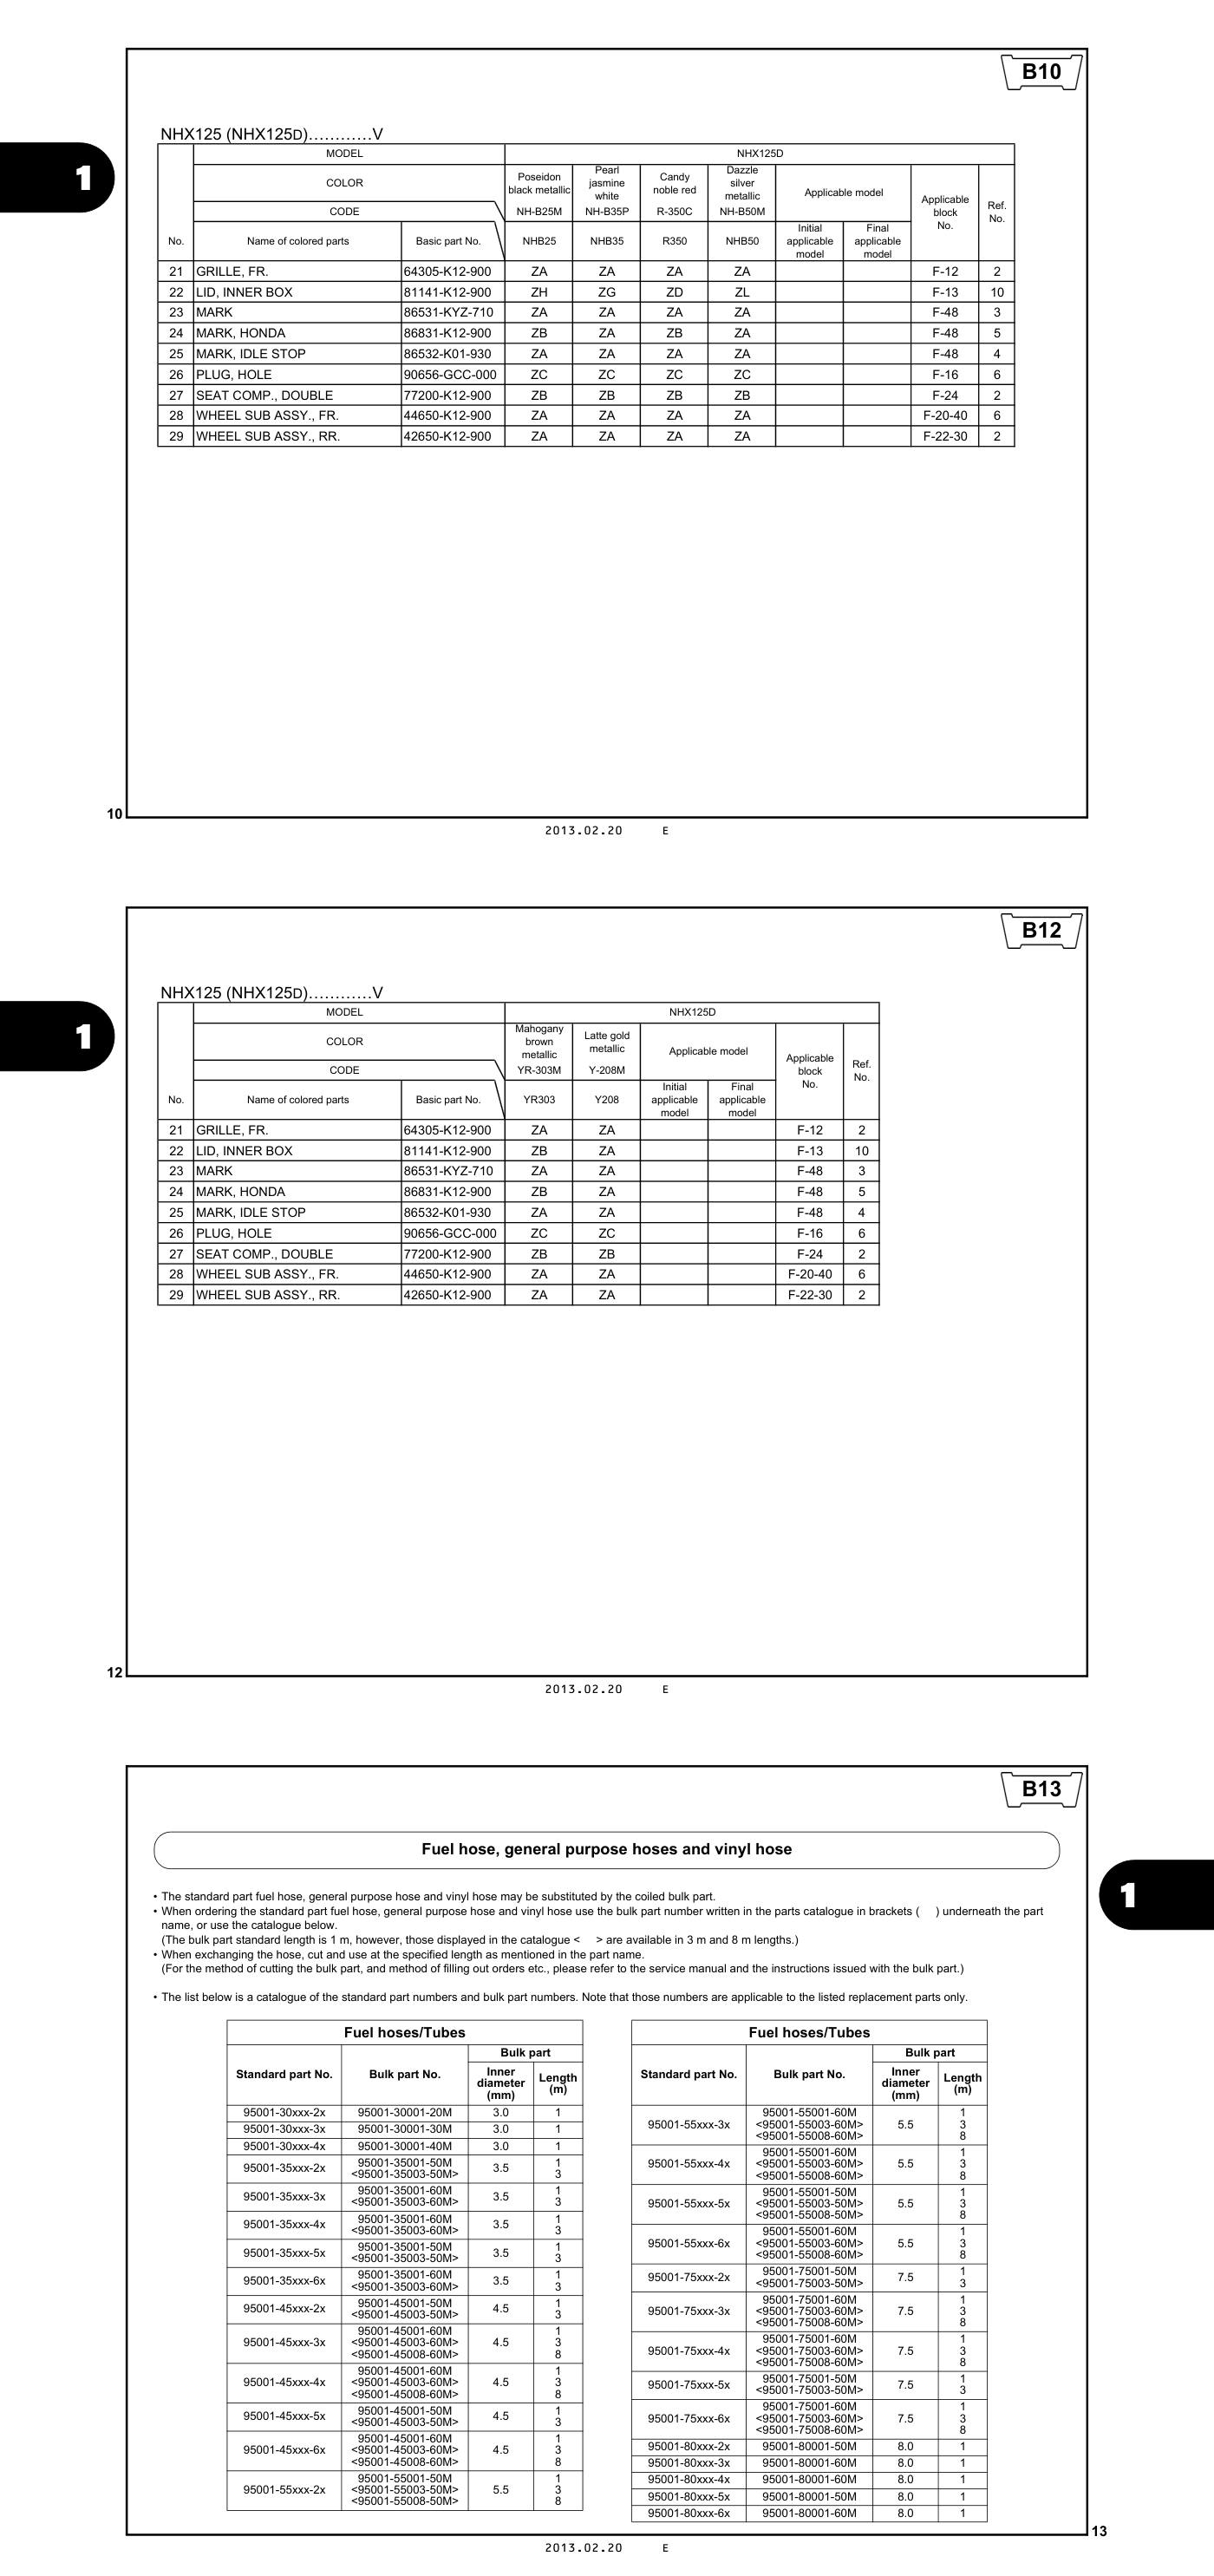 B10
1
NHX125 (NHX125D)............V
MODEL NHX125D
COLOR Poseidon black metallic Pearl jasmine white Candy noble red Dazzle silver metallic Applicable model Applicable block No. Ref. No.
CODE NH-B25M NH-B35P R-350C NH-B50M
No. Name of colored parts Basic part No. NHB25 NHB35 R350 NHB50 Initial applicable model Final applicable model
21 GRILLE, FR. 64305-K12-900 ZA ZA ZA ZA F-12 2
22 LID, INNER BOX 81141-K12-900 ZH ZG ZD ZL F-13 10
23 MARK 86531-KYZ-710 ZA ZA ZA ZA F-48 3
24 MARK, HONDA 86831-K12-900 ZB ZA ZB ZA F-48 5
25 MARK, IDLE STOP 86532-K01-930 ZA ZA ZA ZA F-48 4
26 PLUG, HOLE 90656-GCC-000 ZC ZC ZC ZC F-16 6
27 SEAT COMP., DOUBLE 77200-K12-900 ZB ZB ZB ZB F-24 2
28 WHEEL SUB ASSY., FR. 44650-K12-900 ZA ZA ZA ZA F-20-40 6
29 WHEEL SUB ASSY., RR. 42650-K12-900 ZA ZA ZA ZA F-22-30 2
10
2013.02.20 E
B12
1
NHX125 (NHX125D)............V
MODEL NHX125D
COLOR Mahogany brown metallic Latte gold metallic Applicable model Applicable block No. Ref. No.
CODE YR-303M Y-208M
No. Name of colored parts Basic part No. YR303 Y208 Initial applicable model Final applicable model
21 GRILLE, FR. 64305-K12-900 ZA ZA F-12 2
22 LID, INNER BOX 81141-K12-900 ZB ZA F-13 10
23 MARK 86531-KYZ-710 ZA ZA F-48 3
24 MARK, HONDA 86831-K12-900 ZB ZA F-48 5
25 MARK, IDLE STOP 86532-K01-930 ZA ZA F-48 4
26 PLUG, HOLE 90656-GCC-000 ZC ZC F-16 6
27 SEAT COMP., DOUBLE 77200-K12-900 ZB ZB F-24 2
28 WHEEL SUB ASSY., FR. 44650-K12-900 ZA ZA F-20-40 6
29 WHEEL SUB ASSY., RR. 42650-K12-900 ZA ZA F-22-30 2
12
2013.02.20 E
B13
1
Fuel hose, general purpose hoses and vinyl hose
• The standard part fuel hose, general purpose hose and vinyl hose may be substituted by the coiled bulk part.
• When ordering the standard part fuel hose, general purpose hose and vinyl hose use the bulk part number written in the parts catalogue in brackets ( ) underneath the part
name, or use the catalogue below.
(The bulk part standard length is 1 m, however, those displayed in the catalogue < > are available in 3 m and 8 m lengths.)
• When exchanging the hose, cut and use at the specified length as mentioned in the part name.
(For the method of cutting the bulk part, and method of filling out orders etc., please refer to the service manual and the instructions issued with the bulk part.)
• The list below is a catalogue of the standard part numbers and bulk part numbers. Note that those numbers are applicable to the listed replacement parts only.
Fuel hoses/Tubes
Standard part No. Bulk part No. Bulk part
Inner diameter (mm) Length (m)
95001-30xxx-2x 95001-30001-20M 3.0 1
95001-30xxx-3x 95001-30001-30M 3.0 1
95001-30xxx-4x 95001-30001-40M 3.0 1
95001-35xxx-2x 95001-35001-50M 3.5 1
<95001-35003-50M> 3
95001-35xxx-3x 95001-35001-60M 3.5 1
<95001-35003-60M> 3
95001-35xxx-4x 95001-35001-60M 3.5 1
<95001-35003-60M> 3
95001-35xxx-5x 95001-35001-50M 3.5 1
<95001-35003-50M> 3
95001-35xxx-6x 95001-35001-60M 3.5 1
<95001-35003-60M> 3
95001-45xxx-2x 95001-45001-50M 4.5 1
<95001-45003-50M> 3
95001-45xxx-3x 95001-45001-60M 4.5 1
<95001-45003-60M> 3
<95001-45008-60M> 8
95001-45xxx-4x 95001-45001-60M 4.5 1
<95001-45003-60M> 3
<95001-45008-60M> 8
95001-45xxx-5x 95001-45001-50M 4.5 1
<95001-45003-50M> 3
95001-45xxx-6x 95001-45001-60M 4.5 1
<95001-45003-60M> 3
<95001-45008-60M> 8
95001-55xxx-2x 95001-55001-50M 5.5 1
<95001-55003-50M> 3
<95001-55008-50M> 8
Fuel hoses/Tubes
Standard part No. Bulk part No. Bulk part
Inner diameter (mm) Length (m)
95001-55xxx-3x 95001-55001-60M 5.5 1
<95001-55003-60M> 3
<95001-55008-60M> 8
95001-55xxx-4x 95001-55001-60M 5.5 1
<95001-55003-60M> 3
<95001-55008-60M> 8
95001-55xxx-5x 95001-55001-50M 5.5 1
<95001-55003-50M> 3
<95001-55008-50M> 8
95001-55xxx-6x 95001-55001-60M 5.5 1
<95001-55003-60M> 3
<95001-55008-60M> 8
95001-75xxx-2x 95001-75001-50M 7.5 1
<95001-75003-50M> 3
95001-75xxx-3x 95001-75001-60M 7.5 1
<95001-75003-60M> 3
<95001-75008-60M> 8
95001-75xxx-4x 95001-75001-60M 7.5 1
<95001-75003-60M> 3
<95001-75008-60M> 8
95001-75xxx-5x 95001-75001-50M 7.5 1
<95001-75003-50M> 3
95001-75xxx-6x 95001-75001-60M 7.5 1
<95001-75003-60M> 3
<95001-75008-60M> 8
95001-80xxx-2x 95001-80001-50M 8.0 1
95001-80xxx-3x 95001-80001-60M 8.0 1
95001-80xxx-4x 95001-80001-60M 8.0 1
95001-80xxx-5x 95001-80001-50M 8.0 1
95001-80xxx-6x 95001-80001-60M 8.0 1
13
2013.02.20 E